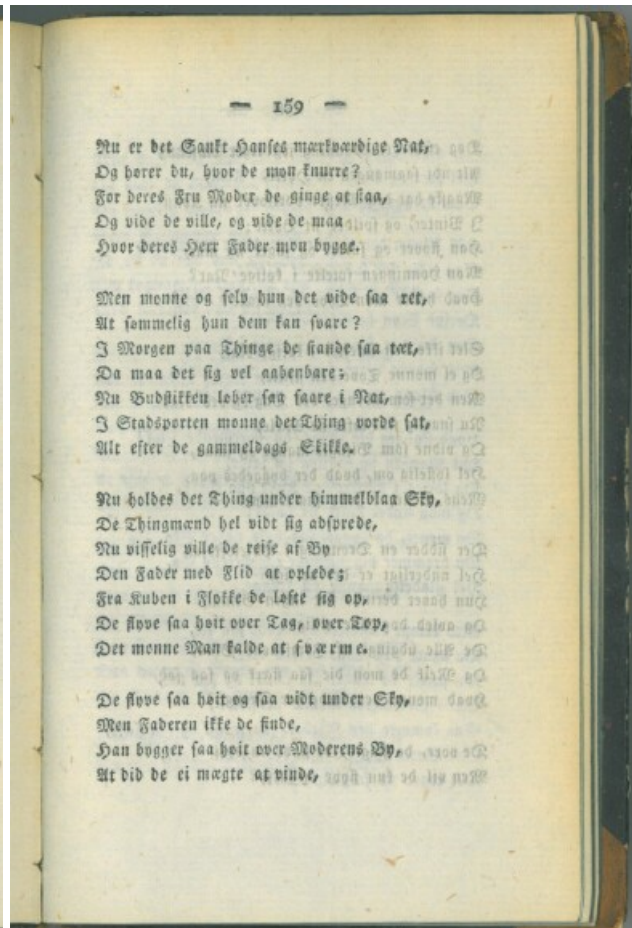 — 159 —
Nu er det Sankt Hanses mærkværdige Nat,
Og hører du, hvor de mon knurre?
For deres Fru Moder de ginge at staa,
Og vide de ville, og vide de maa
Hvor deres Herr Fader mon bygge.
Men monne og selv hun det vide saa ret,
At sømmelig hun dem kan svare?
I Morgen paa Thinge de stande saa tæt,
Da maa det sig vel aabenbare;
Nu Budstikken løber saa saare i Nat,
I Stadsporten monne det Thing vorde sat,
Alt efter de gammeldags Skikke.
Nu holdes det Thing under himmelblaa Sky,
De Thingmænd hel vidt sig adsprede,
Nu visselig ville de reise af By
Den Fader med Flid at oplede;
Fra Kuben i Flokke de løfte sig op,
De flyve saa høit over Tag, over Top,
Det monne Man kalde at sværme.
De flyve saa høit og saa vidt under Sky,
Men Faderen ikke de finde,
Han bygger saa høit over Moderens By,
At did de ei mægte at vinde,